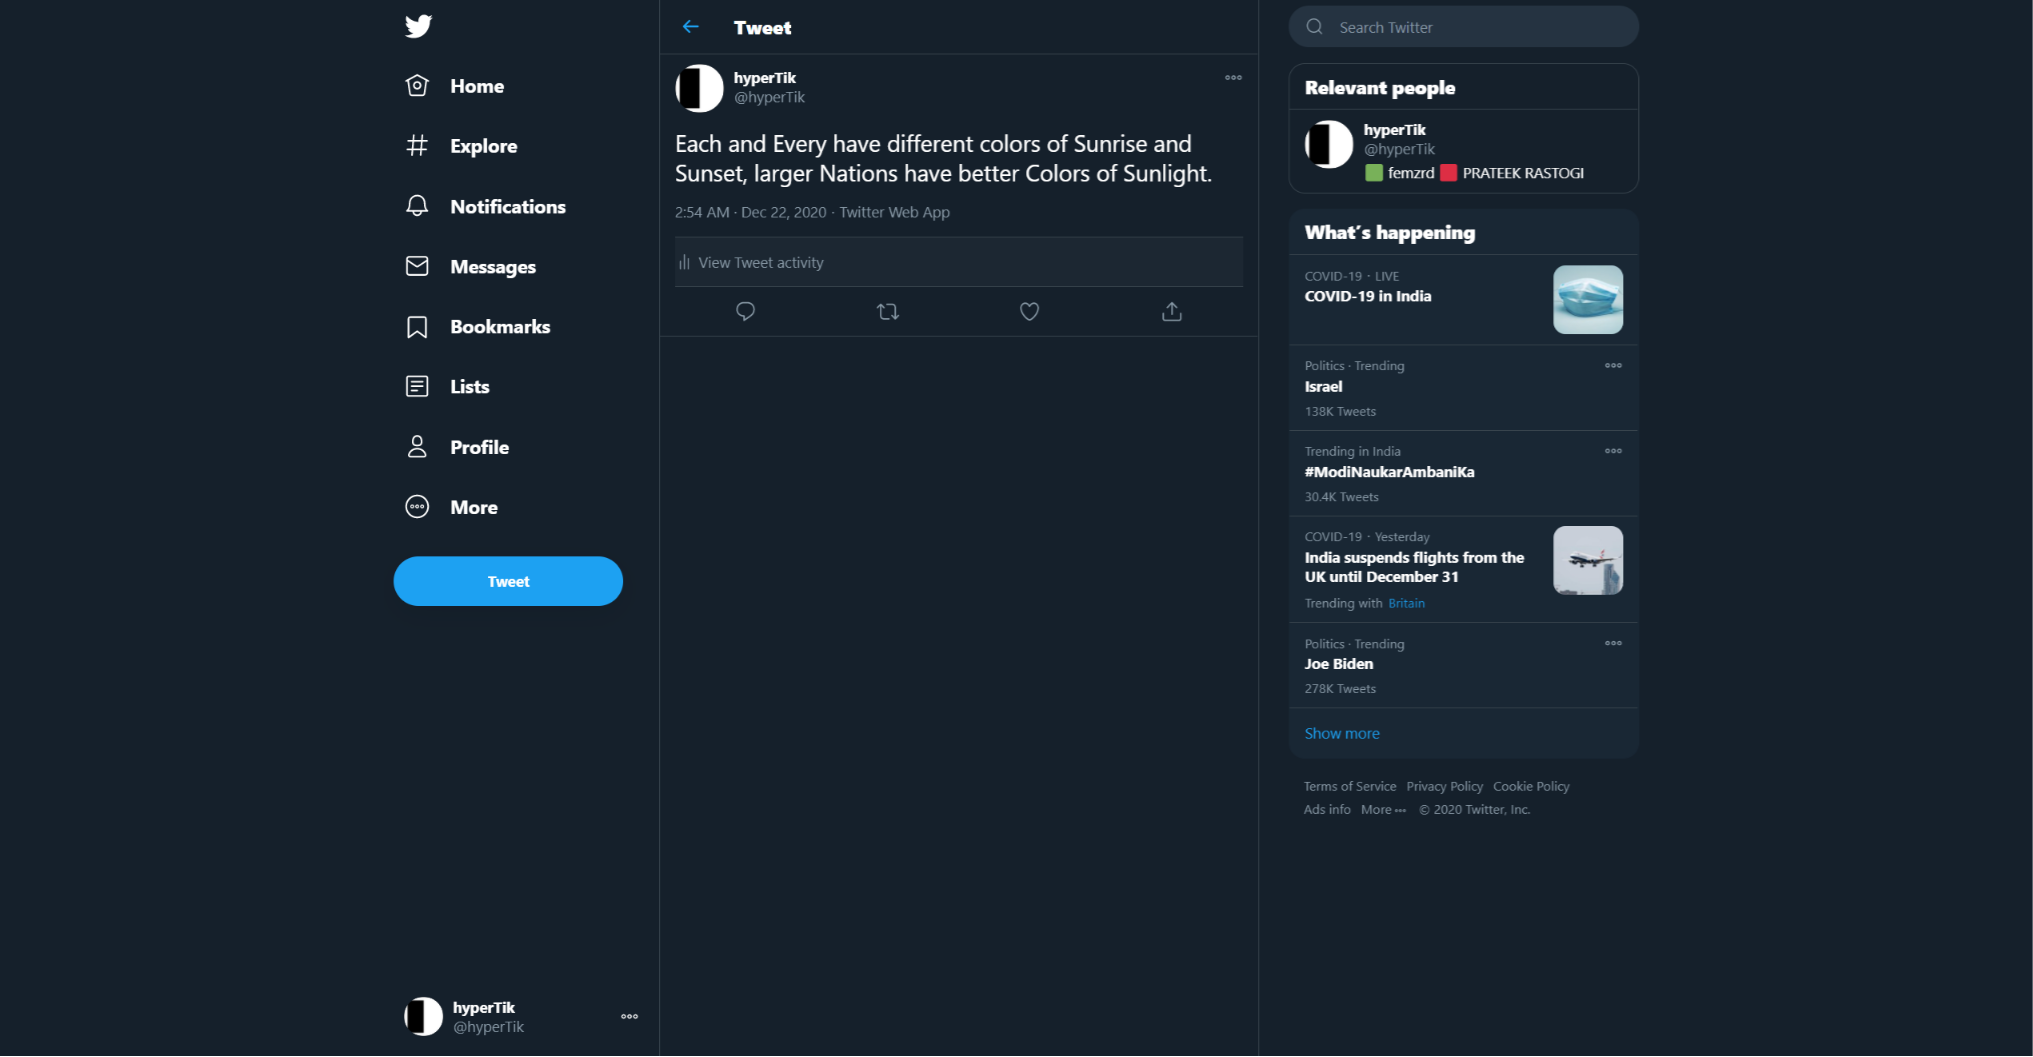 Home
Explore
Notifications
Messages
Bookmarks
Lists
Profile
More
Tweet
hyperTik
@hyperTik
Tweet
hyperTik
@hyperTik
Each and Every have different colors of Sunrise and
Sunset, larger Nations have better Colors of Sunlight.
2:54 AM · Dec 22, 2020 · Twitter Web App
View Tweet activity
Search Twitter
Relevant people
hyperTik
@hyperTik
femzrd PRATEEK RASTOGI
What's happening
COVID-19 · LIVE
COVID-19 in India
Politics · Trending
Israel
138K Tweets
Trending in India
#ModiNaukarAmbaniKa
30.4K Tweets
COVID-19 · Yesterday
India suspends flights from the
UK until December 31
Trending with Britain
Politics · Trending
Joe Biden
278K Tweets
Show more
Terms of Service Privacy Policy Cookie Policy
Ads info More ··· © 2020 Twitter, Inc.